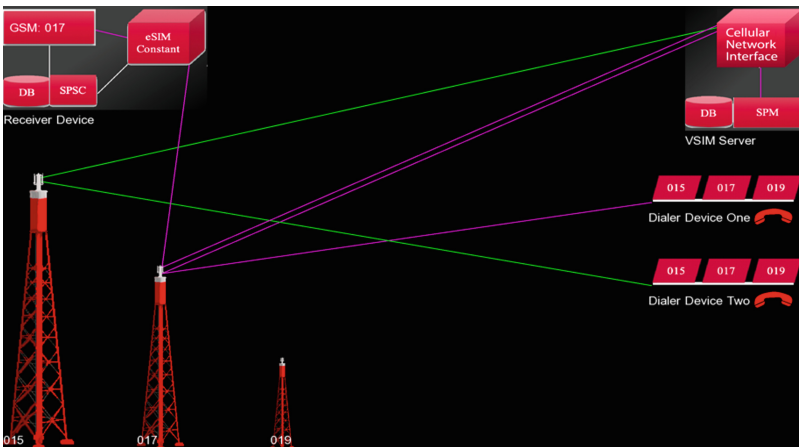 GSM: 017
eSIM
Constant
DB
SPSC
Receiver Device
Cellular
Network
Interface
DB
SPM
VSIM Server
015 017 019
Dialer Device One
015 017 019
Dialer Device Two
015
017
019